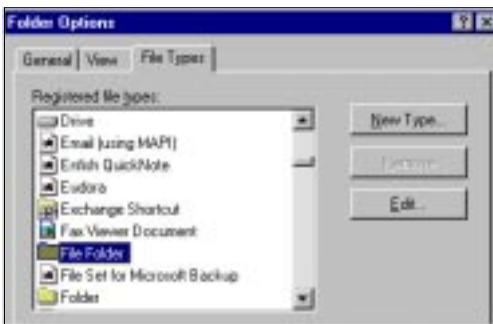 Folder Options
General View File Types
Registered file types:
Drive
Email (using MAPI)
Enfish QuickNote
Eudora
Exchange Shortcut
Fax Viewer Document
File Folder
File Set for Microsoft Backup
Folder
New Type...
Remove
Edit...